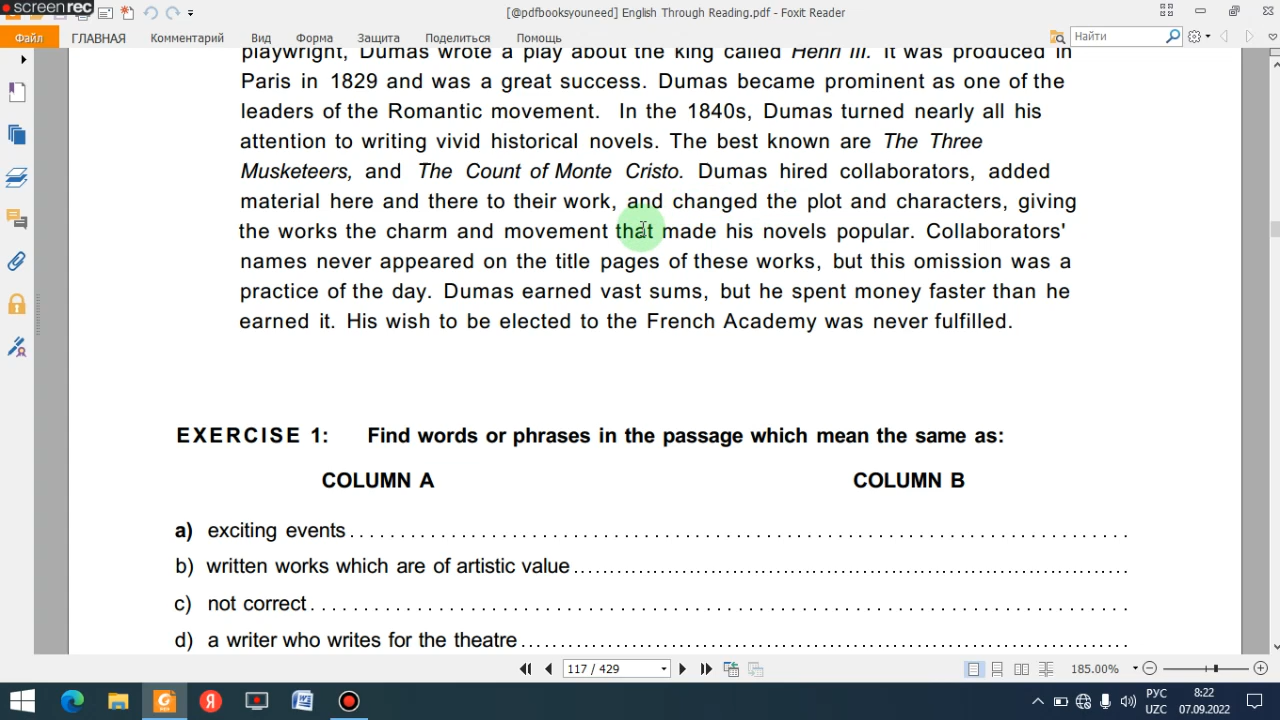 screenrec
[@pdfbooksyouneed] English Through Reading.pdf - Foxit Reader
Файл ГЛАВНАЯ Комментарий Вид Форма Защита Поделиться Помощь Найти
playwright, Dumas wrote a play about the king called Henri III. It was produced in
Paris in 1829 and was a great success. Dumas became prominent as one of the
leaders of the Romantic movement. In the 1840s, Dumas turned nearly all his
attention to writing vivid historical novels. The best known are The Three
Musketeers, and The Count of Monte Cristo. Dumas hired collaborators, added
material here and there to their work, and changed the plot and characters, giving
the works the charm and movement that made his novels popular. Collaborators'
names never appeared on the title pages of these works, but this omission was a
practice of the day. Dumas earned vast sums, but he spent money faster than he
earned it. His wish to be elected to the French Academy was never fulfilled.
EXERCISE 1: Find words or phrases in the passage which mean the same as:
COLUMN A COLUMN B
a) exciting events
b) written works which are of artistic value
c) not correct
d) a writer who writes for the theatre
117 / 429 185.00%
РУС 8:22
UZC 07.09.2022